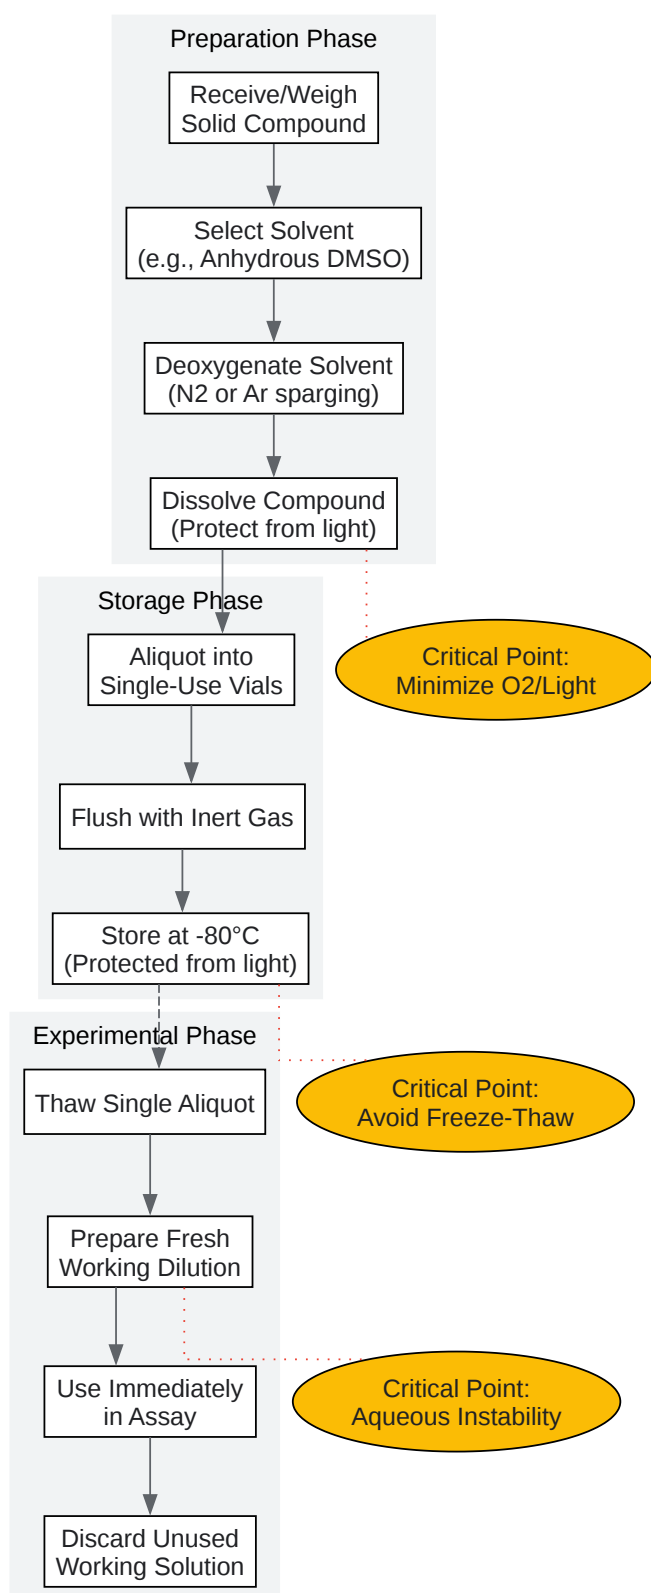 Preparation Phase
Receive/Weigh
Solid Compound
Select Solvent
(e.g., Anhydrous DMSO)
Deoxygenate Solvent
(N2 or Ar sparging)
Dissolve Compound
(Protect from light)
Storage Phase
Aliquot into
Single-Use Vials
Critical Point:
Minimize O2/Light
Flush with Inert Gas
Store at -80°C
(Protected from light)
Experimental Phase
Thaw Single Aliquot
Critical Point:
Avoid Freeze-Thaw
Prepare Fresh
Working Dilution
Use Immediately
in Assay
Critical Point:
Aqueous Instability
Discard Unused
Working Solution